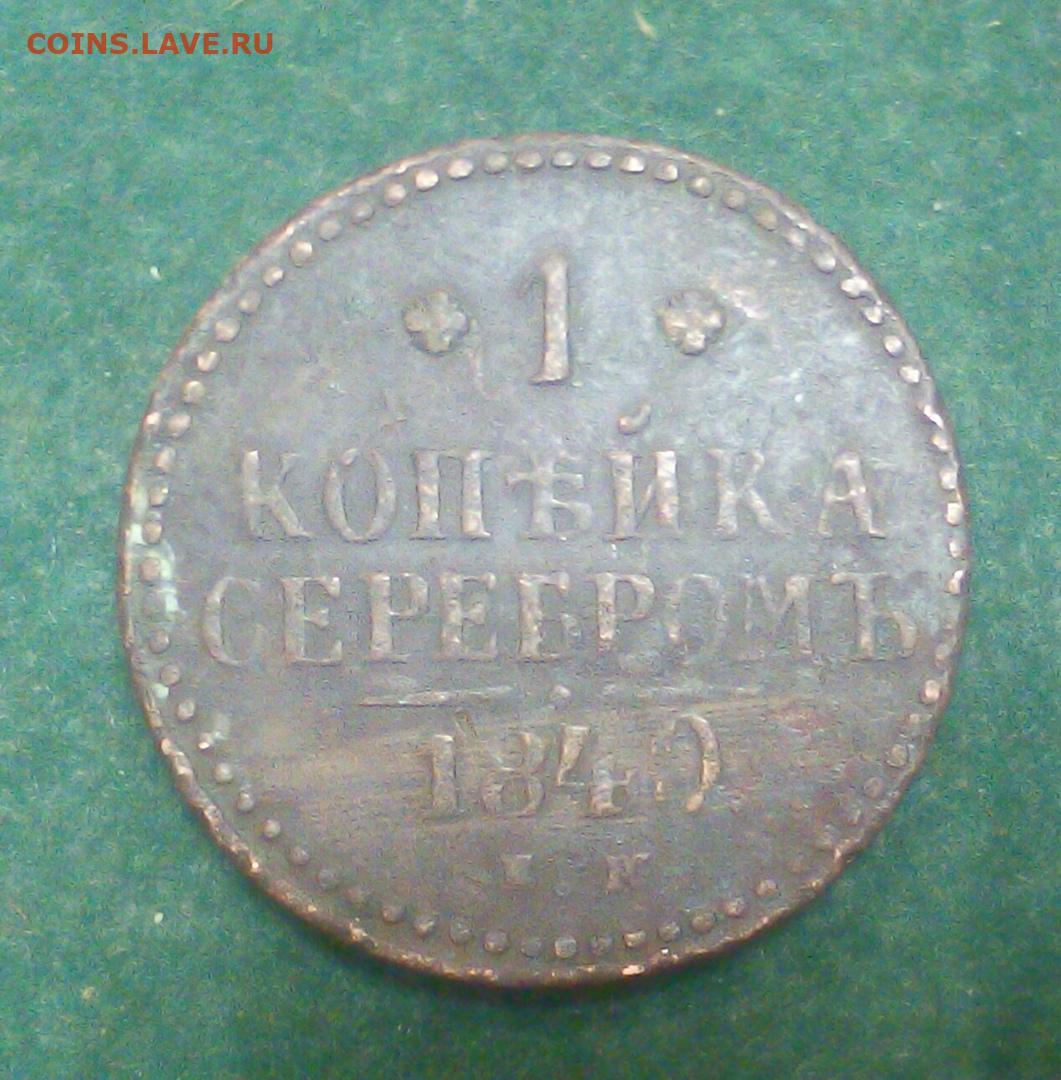 COINS.LAVE.RU
1
КОПѢЙКА
СЕРЕБРОМЪ
1840